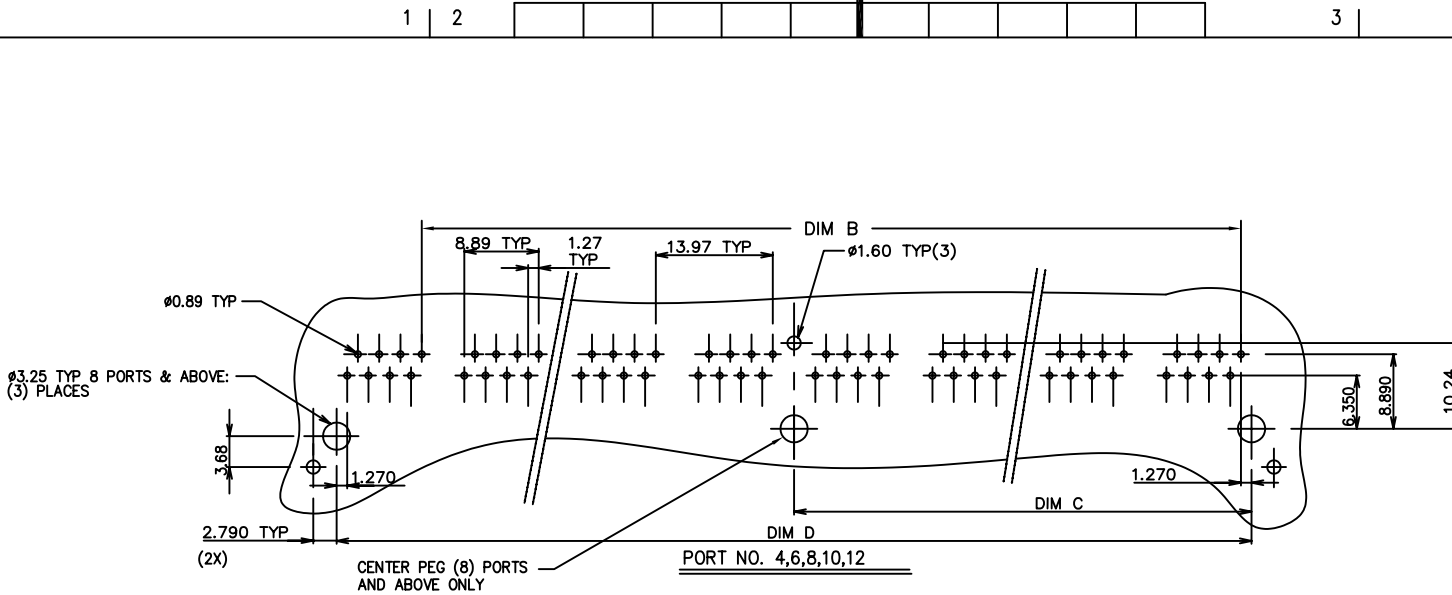 1 2 3
DIM B
8.89 TYP
1.27
TYP
13.97 TYP
ø1.60 TYP(3)
ø0.89 TYP
ø3.25 TYP 8 PORTS & ABOVE:
(3) PLACES
6.350
8.890
10.24
3.68
1.270
1.270
DIM C
2.790 TYP
(2X)
DIM D
CENTER PEG (8) PORTS
AND ABOVE ONLY
PORT NO. 4,6,8,10,12